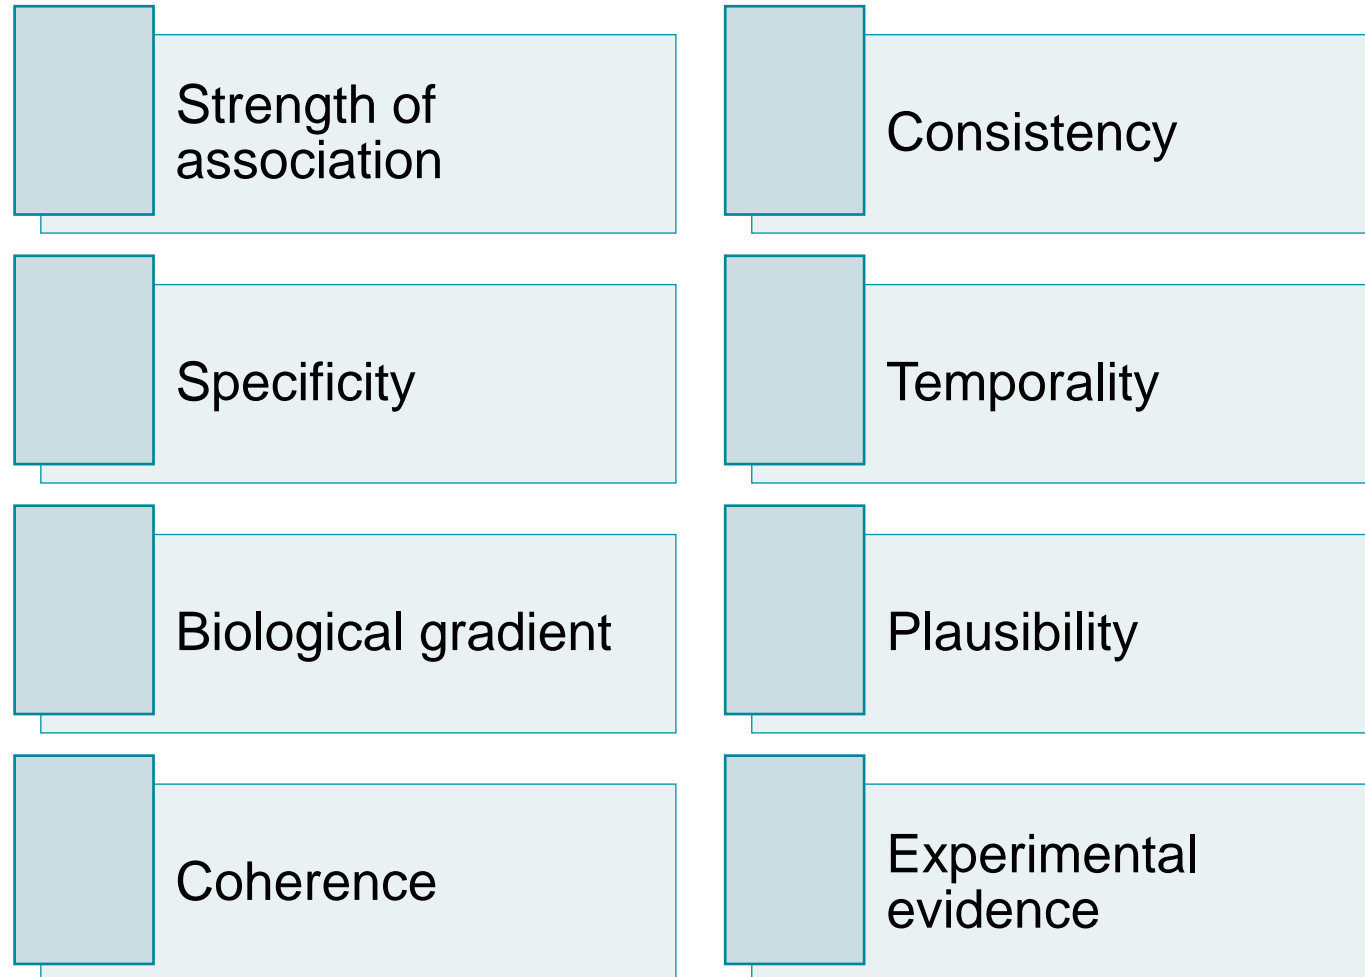 Strength of
association
Consistency
Specificity
Temporality
Biological gradient
Plausibility
Coherence
Experimental
evidence